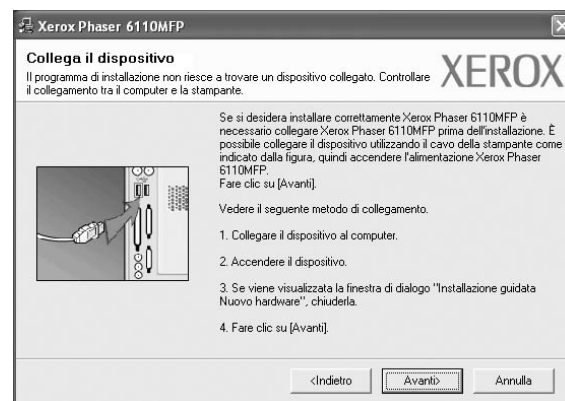 Xerox Phaser 6110MFP
Collega il dispositivo
Il programma di installazione non riesce a trovare un dispositivo collegato. Controllare
il collegamento tra il computer e la stampante.
XEROX
Se si desidera installare correttamente Xerox Phaser 6110MFP è
necessario collegare Xerox Phaser 6110MFP prima dell'installazione. È
possibile collegare il dispositivo utilizzando il cavo della stampante come
indicato dalla figura, quindi accendere l'alimentazione Xerox Phaser
6110MFP.
Fare clic su [Avanti].
Vedere il seguente metodo di collegamento.
1. Collegare il dispositivo al computer.
2. Accendere il dispositivo.
3. Se viene visualizzata la finestra di dialogo "Installazione guidata
Nuovo hardware", chiuderla.
4. Fare clic su [Avanti].
<Indietro
Avanti>
Annulla